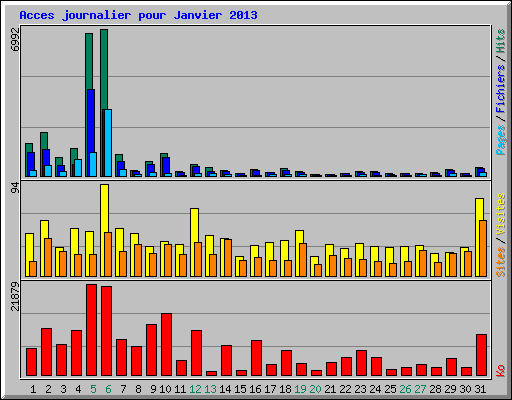 Acces journalier pour Janvier 2013
6992
Pages / Fichiers / Hits
94
Sites / Visites
21879
Ko
1 2 3 4 5 6 7 8 9 10 11 12 13 14 15 16 17 18 19 20 21 22 23 24 25 26 27 28 29 30 31